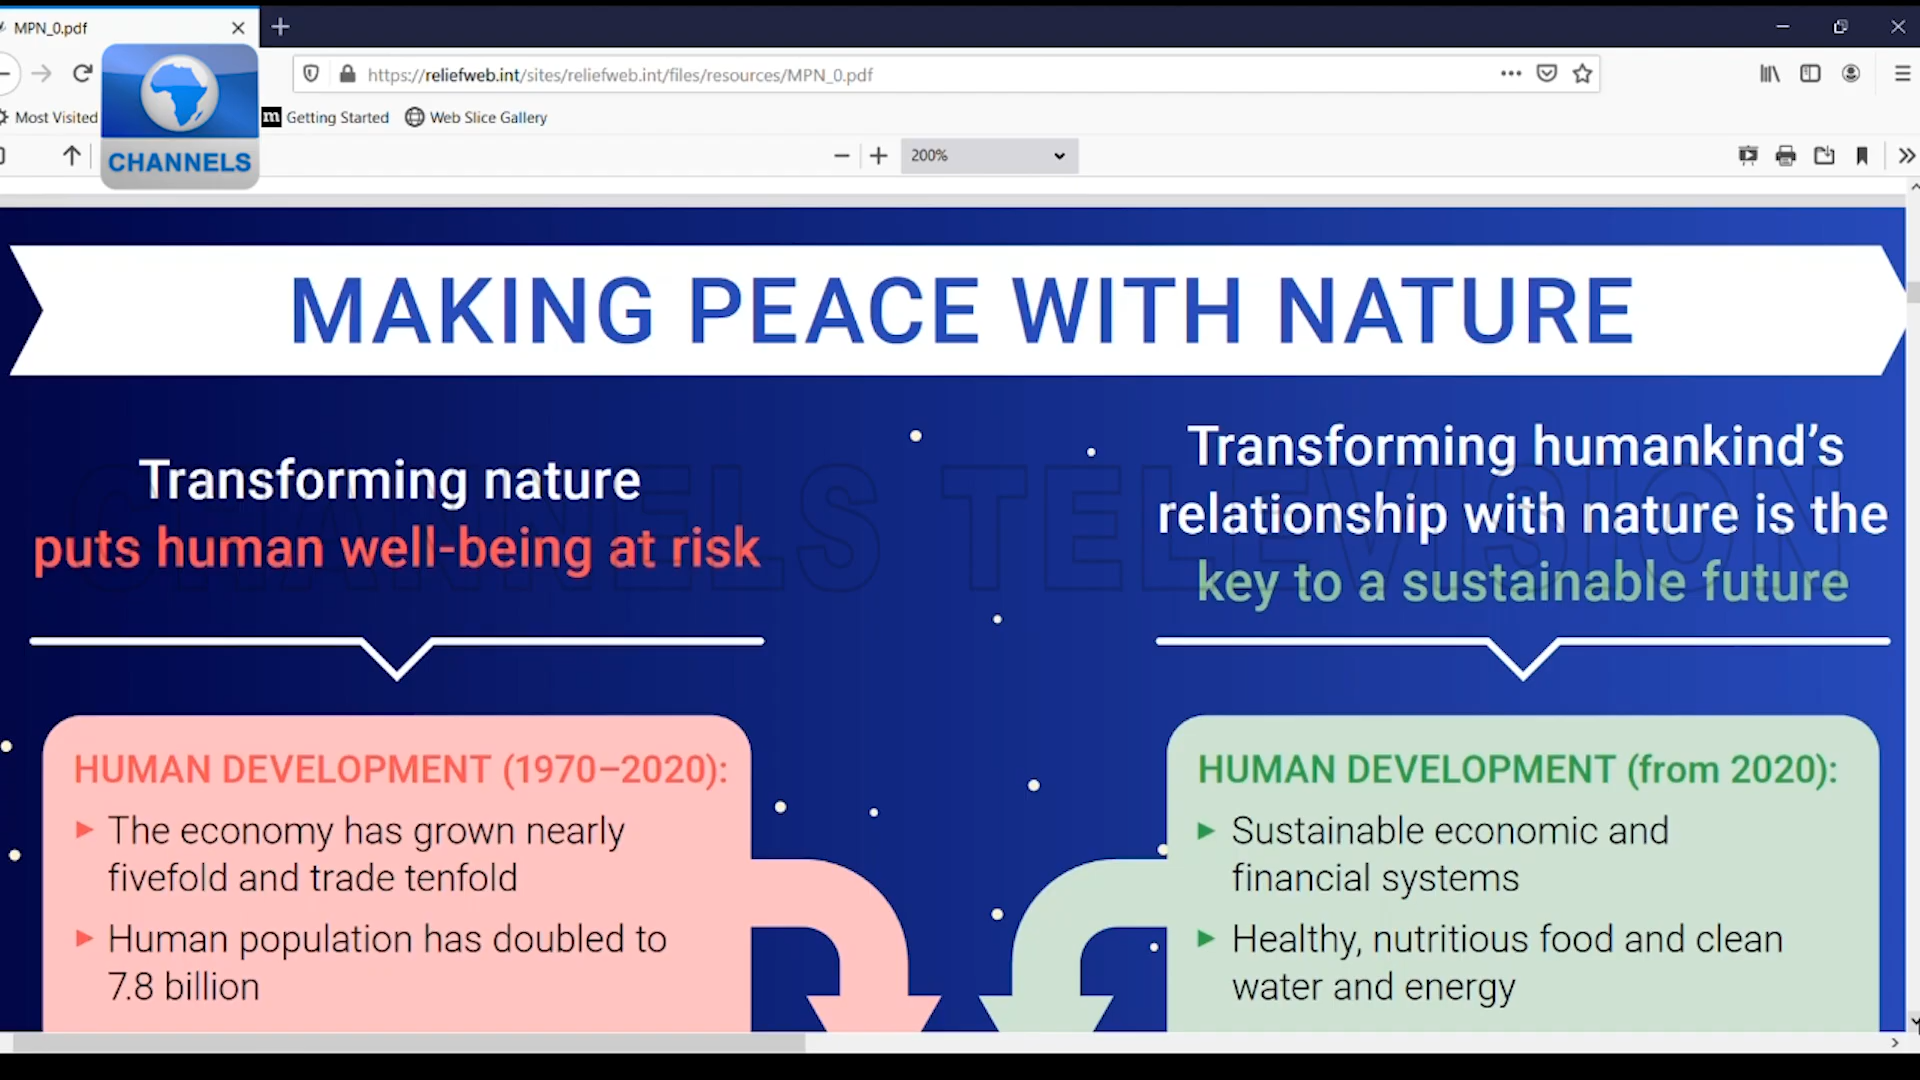 MPN_0.pdf
https://reliefweb.int/sites/reliefweb.int/files/resources/MPN_0.pdf
Most Visited
m Getting Started
Web Slice Gallery
CHANNELS
200%
MAKING PEACE WITH NATURE
Transforming nature
puts human well-being at risk
Transforming humankind’s
relationship with nature is the
key to a sustainable future
CHANNELS TELEVISION
HUMAN DEVELOPMENT (1970–2020):
The economy has grown nearly
fivefold and trade tenfold
Human population has doubled to
7.8 billion
HUMAN DEVELOPMENT (from 2020):
Sustainable economic and
financial systems
Healthy, nutritious food and clean
water and energy